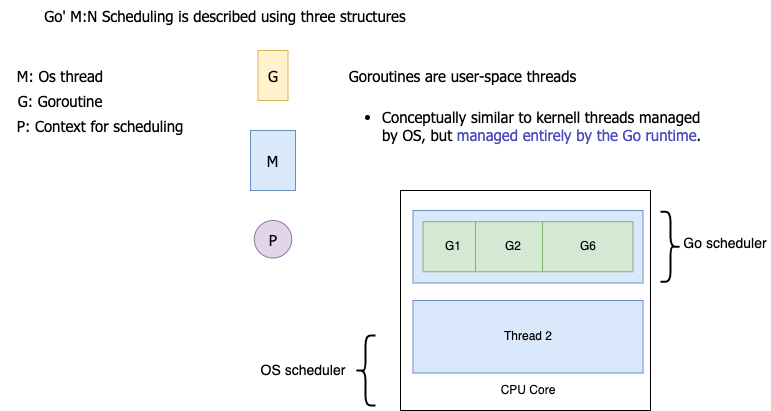 Go' M:N Scheduling is described using three structures
M: Os thread
G: Goroutine
P: Context for scheduling
G
M
P
Goroutines are user-space threads
• Conceptually similar to kernell threads managed
by OS, but managed entirely by the Go runtime.
G1 G2 G6
Go scheduler
Thread 2
OS scheduler
CPU Core